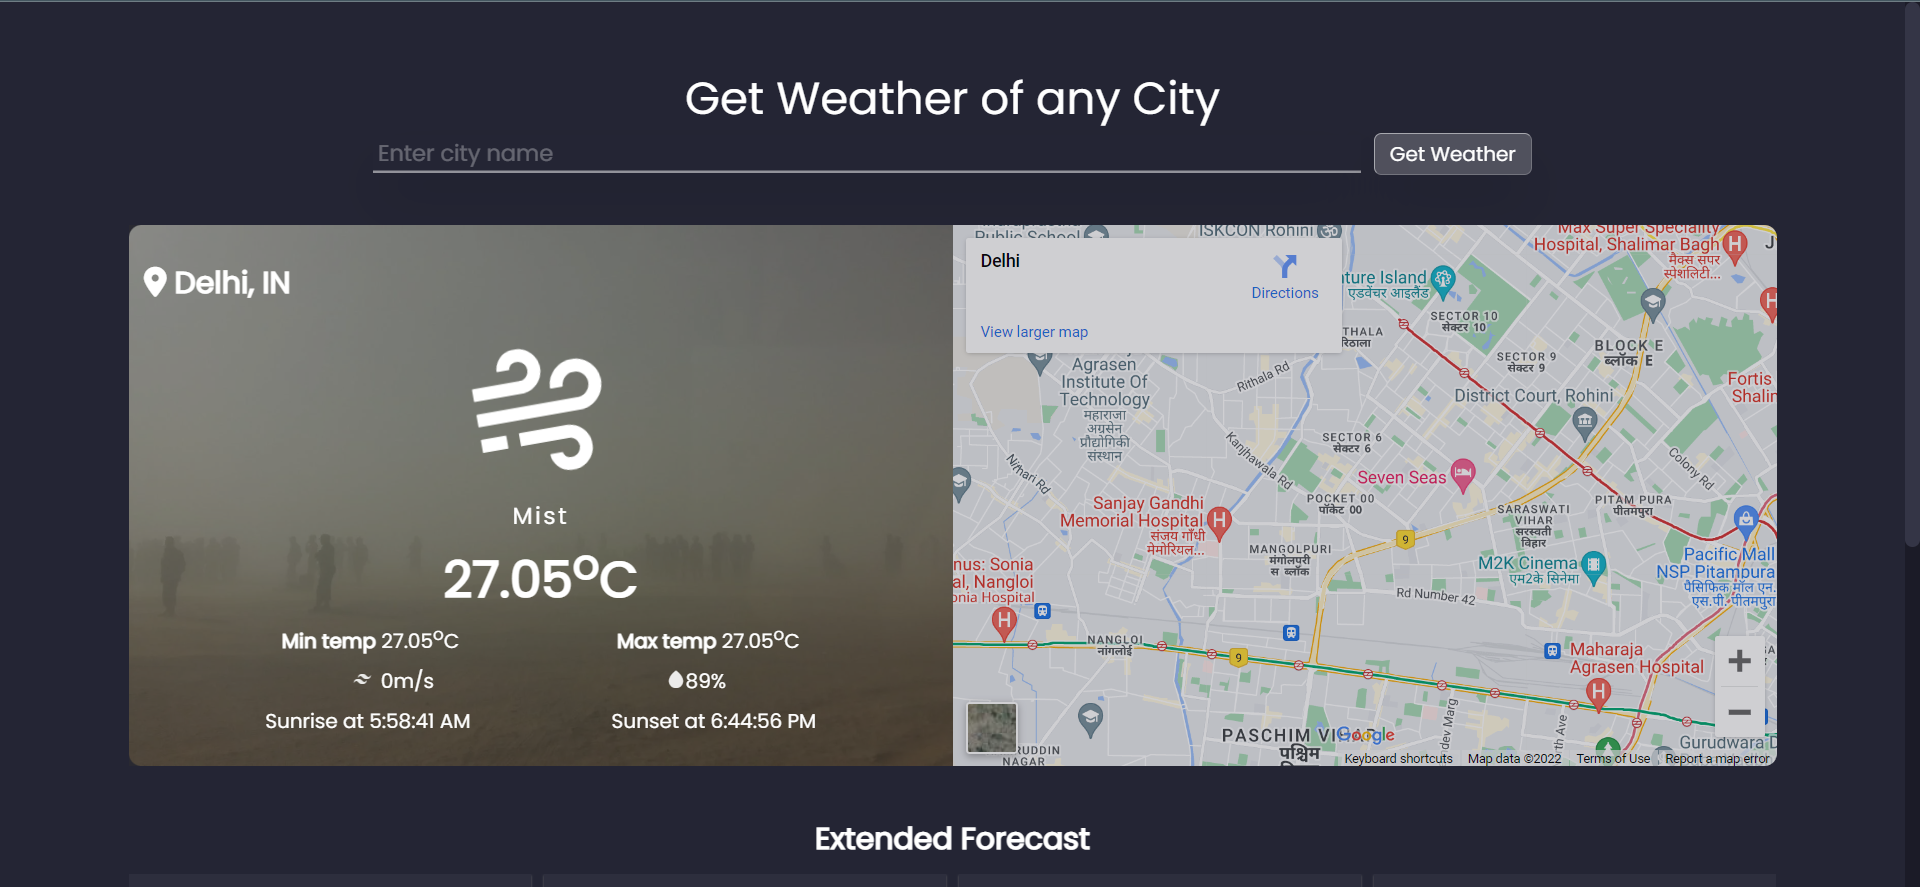 Get Weather of any City
Enter city name
Get Weather
Delhi, IN
Mist
27.05°C
Min temp 27.05°C
Max temp 27.05°C
0m/s
89%
Sunrise at 5:58:41 AM
Sunset at 6:44:56 PM
Public School
ISKCON Rohini
Max Super Speciality
Hospital, Shalimar Bagh
मैक्स सुपर
स्पेशलिटी...
Delhi
Directions
View larger map
ture Island
एडवेंचर आइलैंड
SECTOR 10
सेक्टर 10
THALA
रिठाला
BLOCK E
ब्लॉक E
SECTOR 9
सेक्टर 9
Agrasen
Institute Of
Technology
महाराजा
अग्रसेन
प्रौद्योगिकी
संस्थान
Rithala Rd
Fortis
Shalim
District Court, Rohini
SECTOR 6
सेक्टर 6
Kanjhawala Rd
Nithari Rd
Colony Rd
Seven Seas
POCKET 00
पॉकेट 00
PITAM PURA
पीतमपुरा
Sanjay Gandhi
Memorial Hospital
संजय गाँधी
मेमोरियल...
SARASWATI
VIHAR
सरस्वती
विहार
9
MANGOLPURI
मंगोलपुरी
स ब्लॉक
Pacific Mall
NSP Pitampura
पैसिफिक मॉल एन.
एस.पी. पीतमपुरा
M2K Cinema
एम2के सिनेमा
nus: Sonia
al, Nangloi
onia Hospital
Rd Number 42
NANGLOI
नांगलोई
9
Maharaja
Agrasen Hospital
PASCHIM VI
पश्चिम
Google
dev Marg
th Ave
Gurudwara D
RUDDIN
NAGAR
Keyboard shortcuts
Map data ©2022
Terms of Use
Report a map error
Extended Forecast